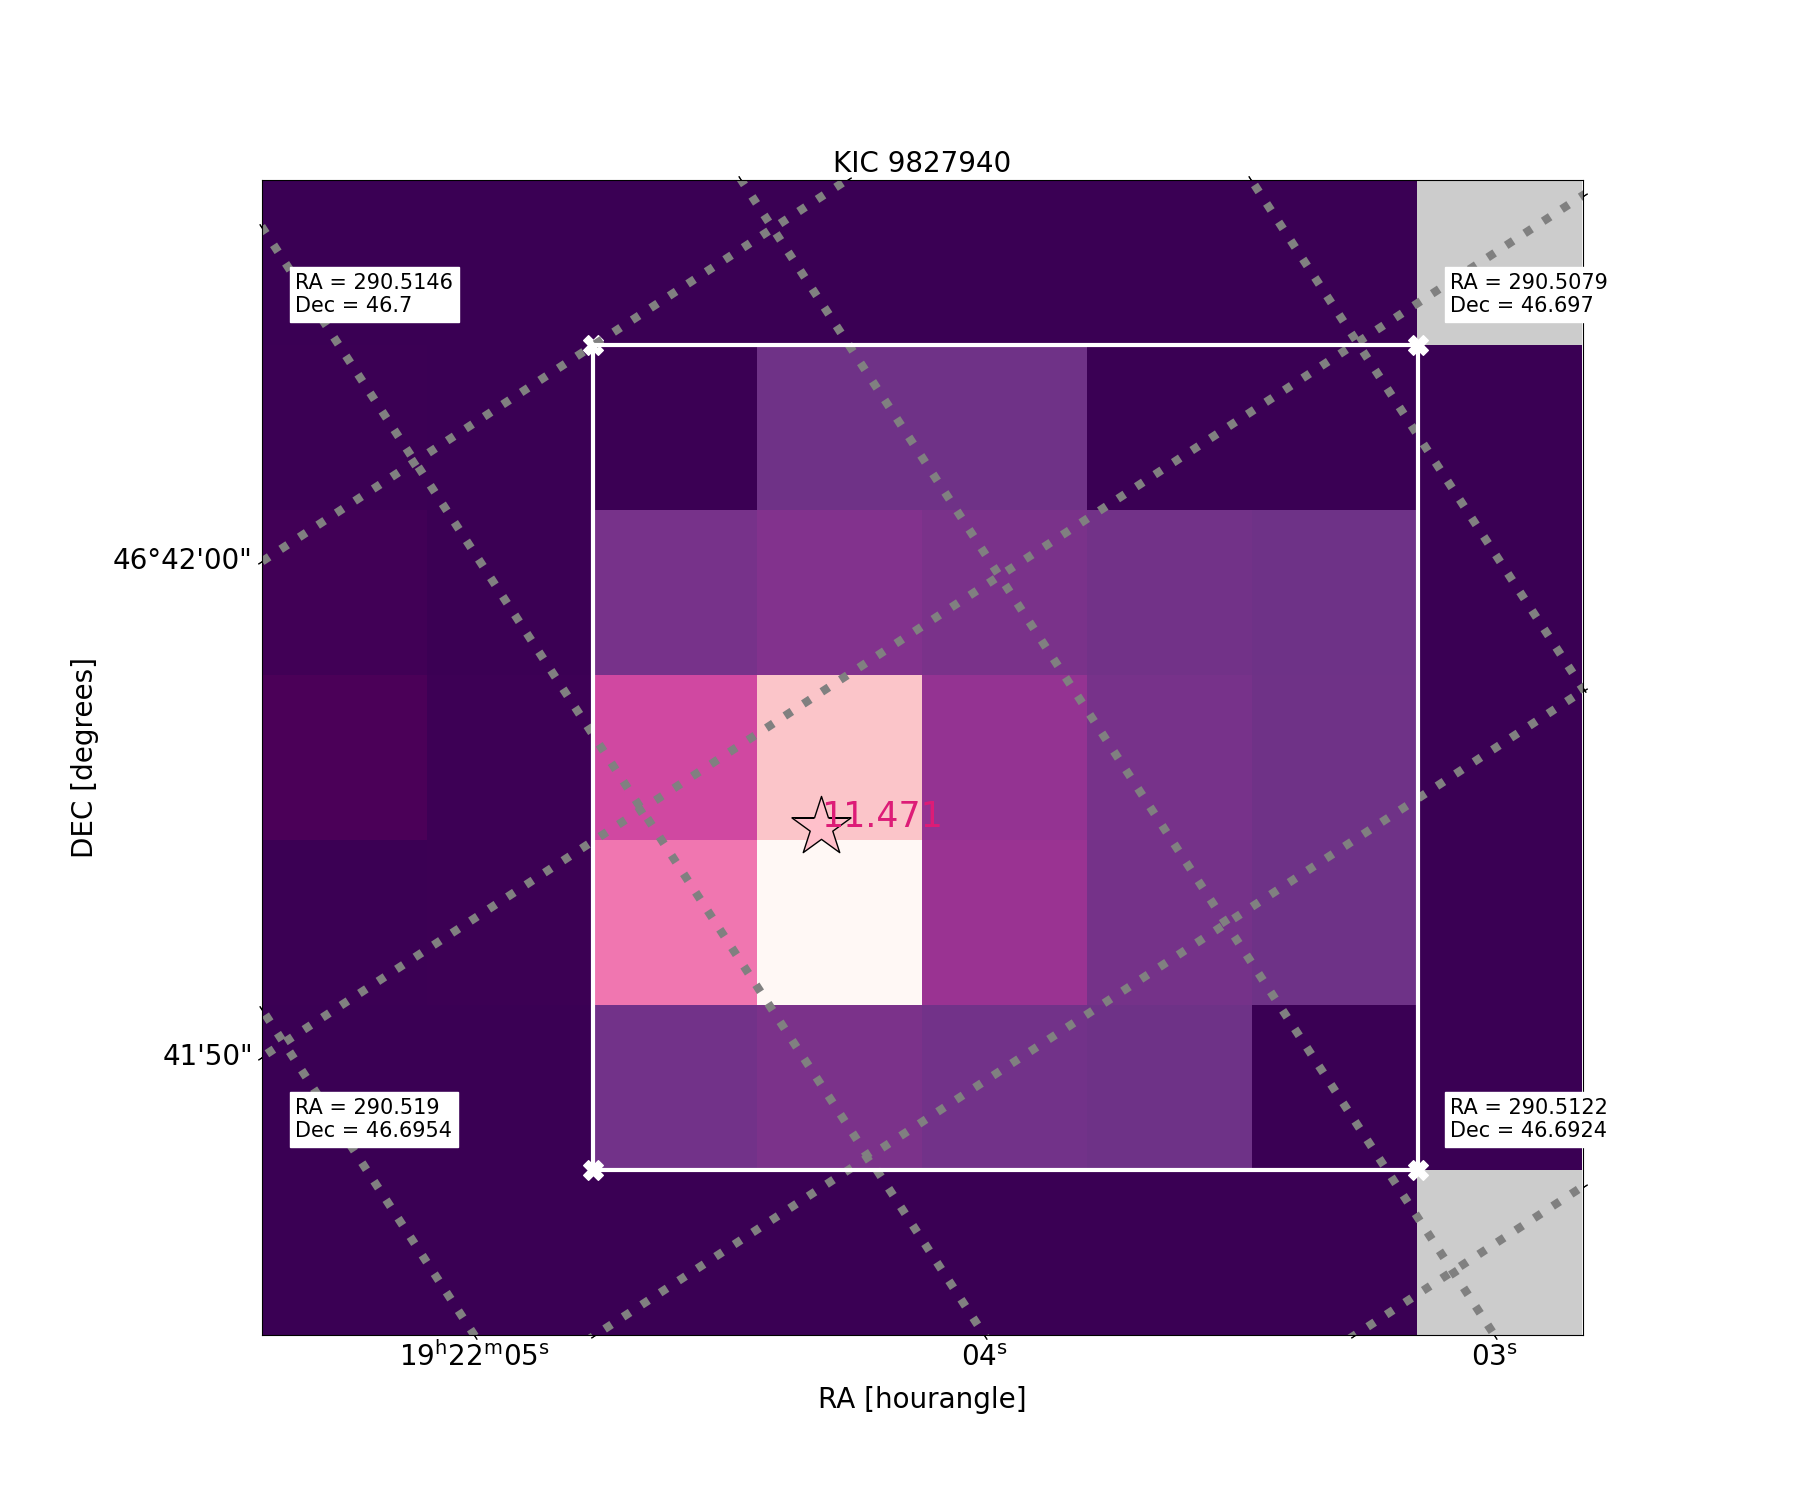 KIC 9827940
RA = 290.5146
Dec = 46.7
RA = 290.5079
Dec = 46.697
46°42'00"
11.471
DEC [degrees]
41'50"
RA = 290.519
Dec = 46.6954
RA = 290.5122
Dec = 46.6924
19h22m05s
04s
03s
RA [hourangle]